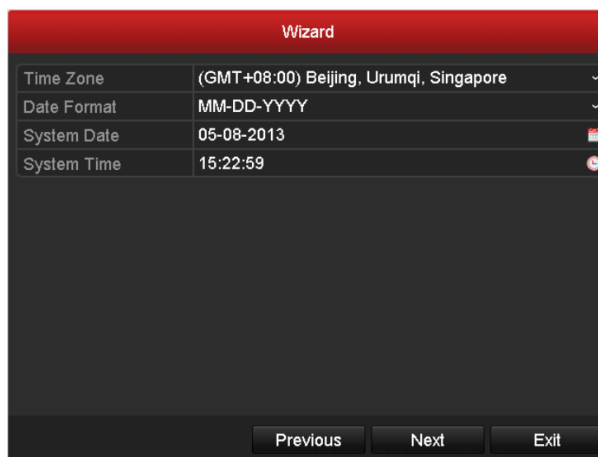 Wizard
Time Zone (GMT+08:00) Beijing, Urumqi, Singapore
Date Format MM-DD-YYYY
System Date 05-08-2013
System Time 15:22:59
Previous Next Exit